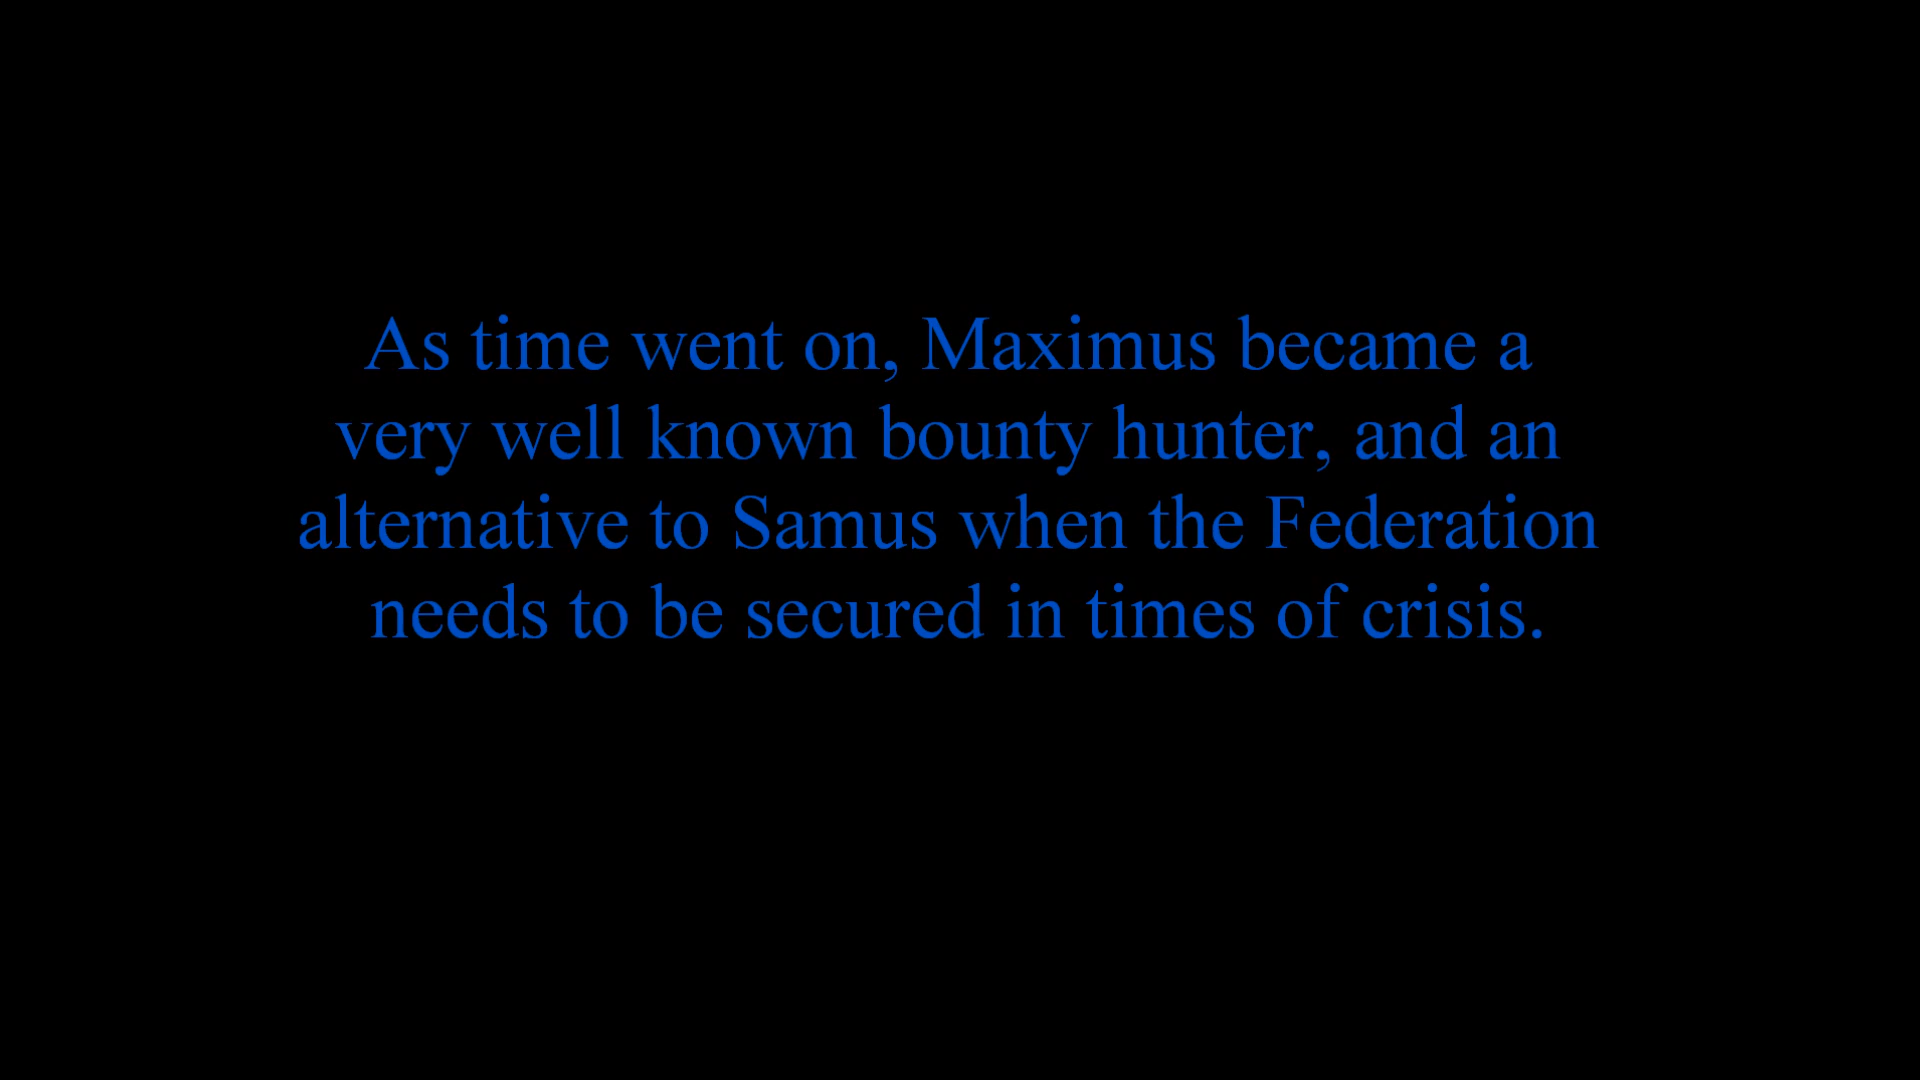 As time went on, Maximus became a
very well known bounty hunter, and an
alternative to Samus when the Federation
needs to be secured in times of crisis.